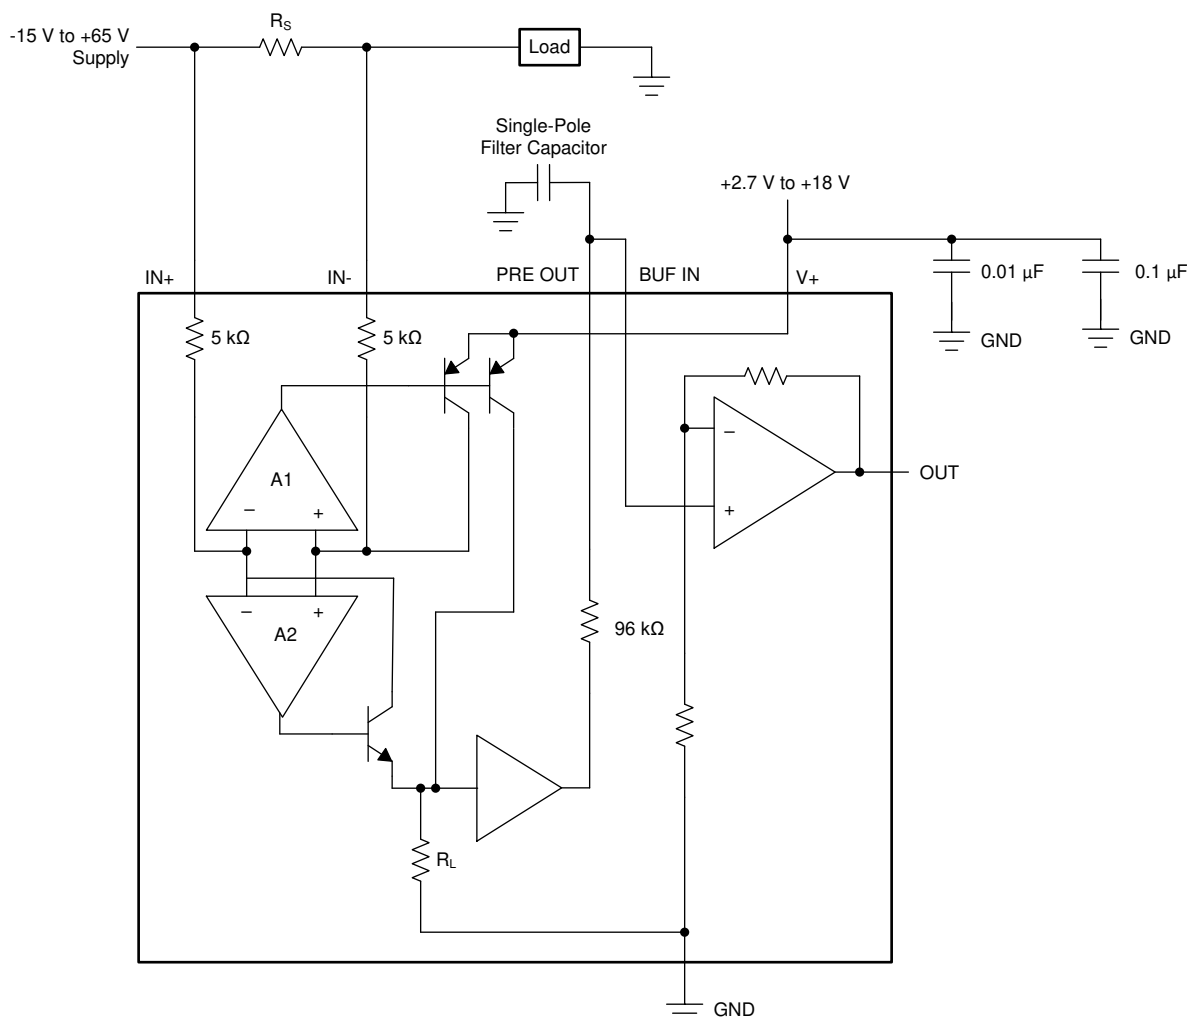 -15 V to +65 V
Supply
RS
Load
Single-Pole
Filter Capacitor
+2.7 V to +18 V
IN+
IN-
PRE OUT
BUF IN
V+
0.01 µF
0.1 µF
GND
GND
5 kΩ
5 kΩ
A1
− +
− +
A2
−
+
OUT
96 kΩ
RL
GND